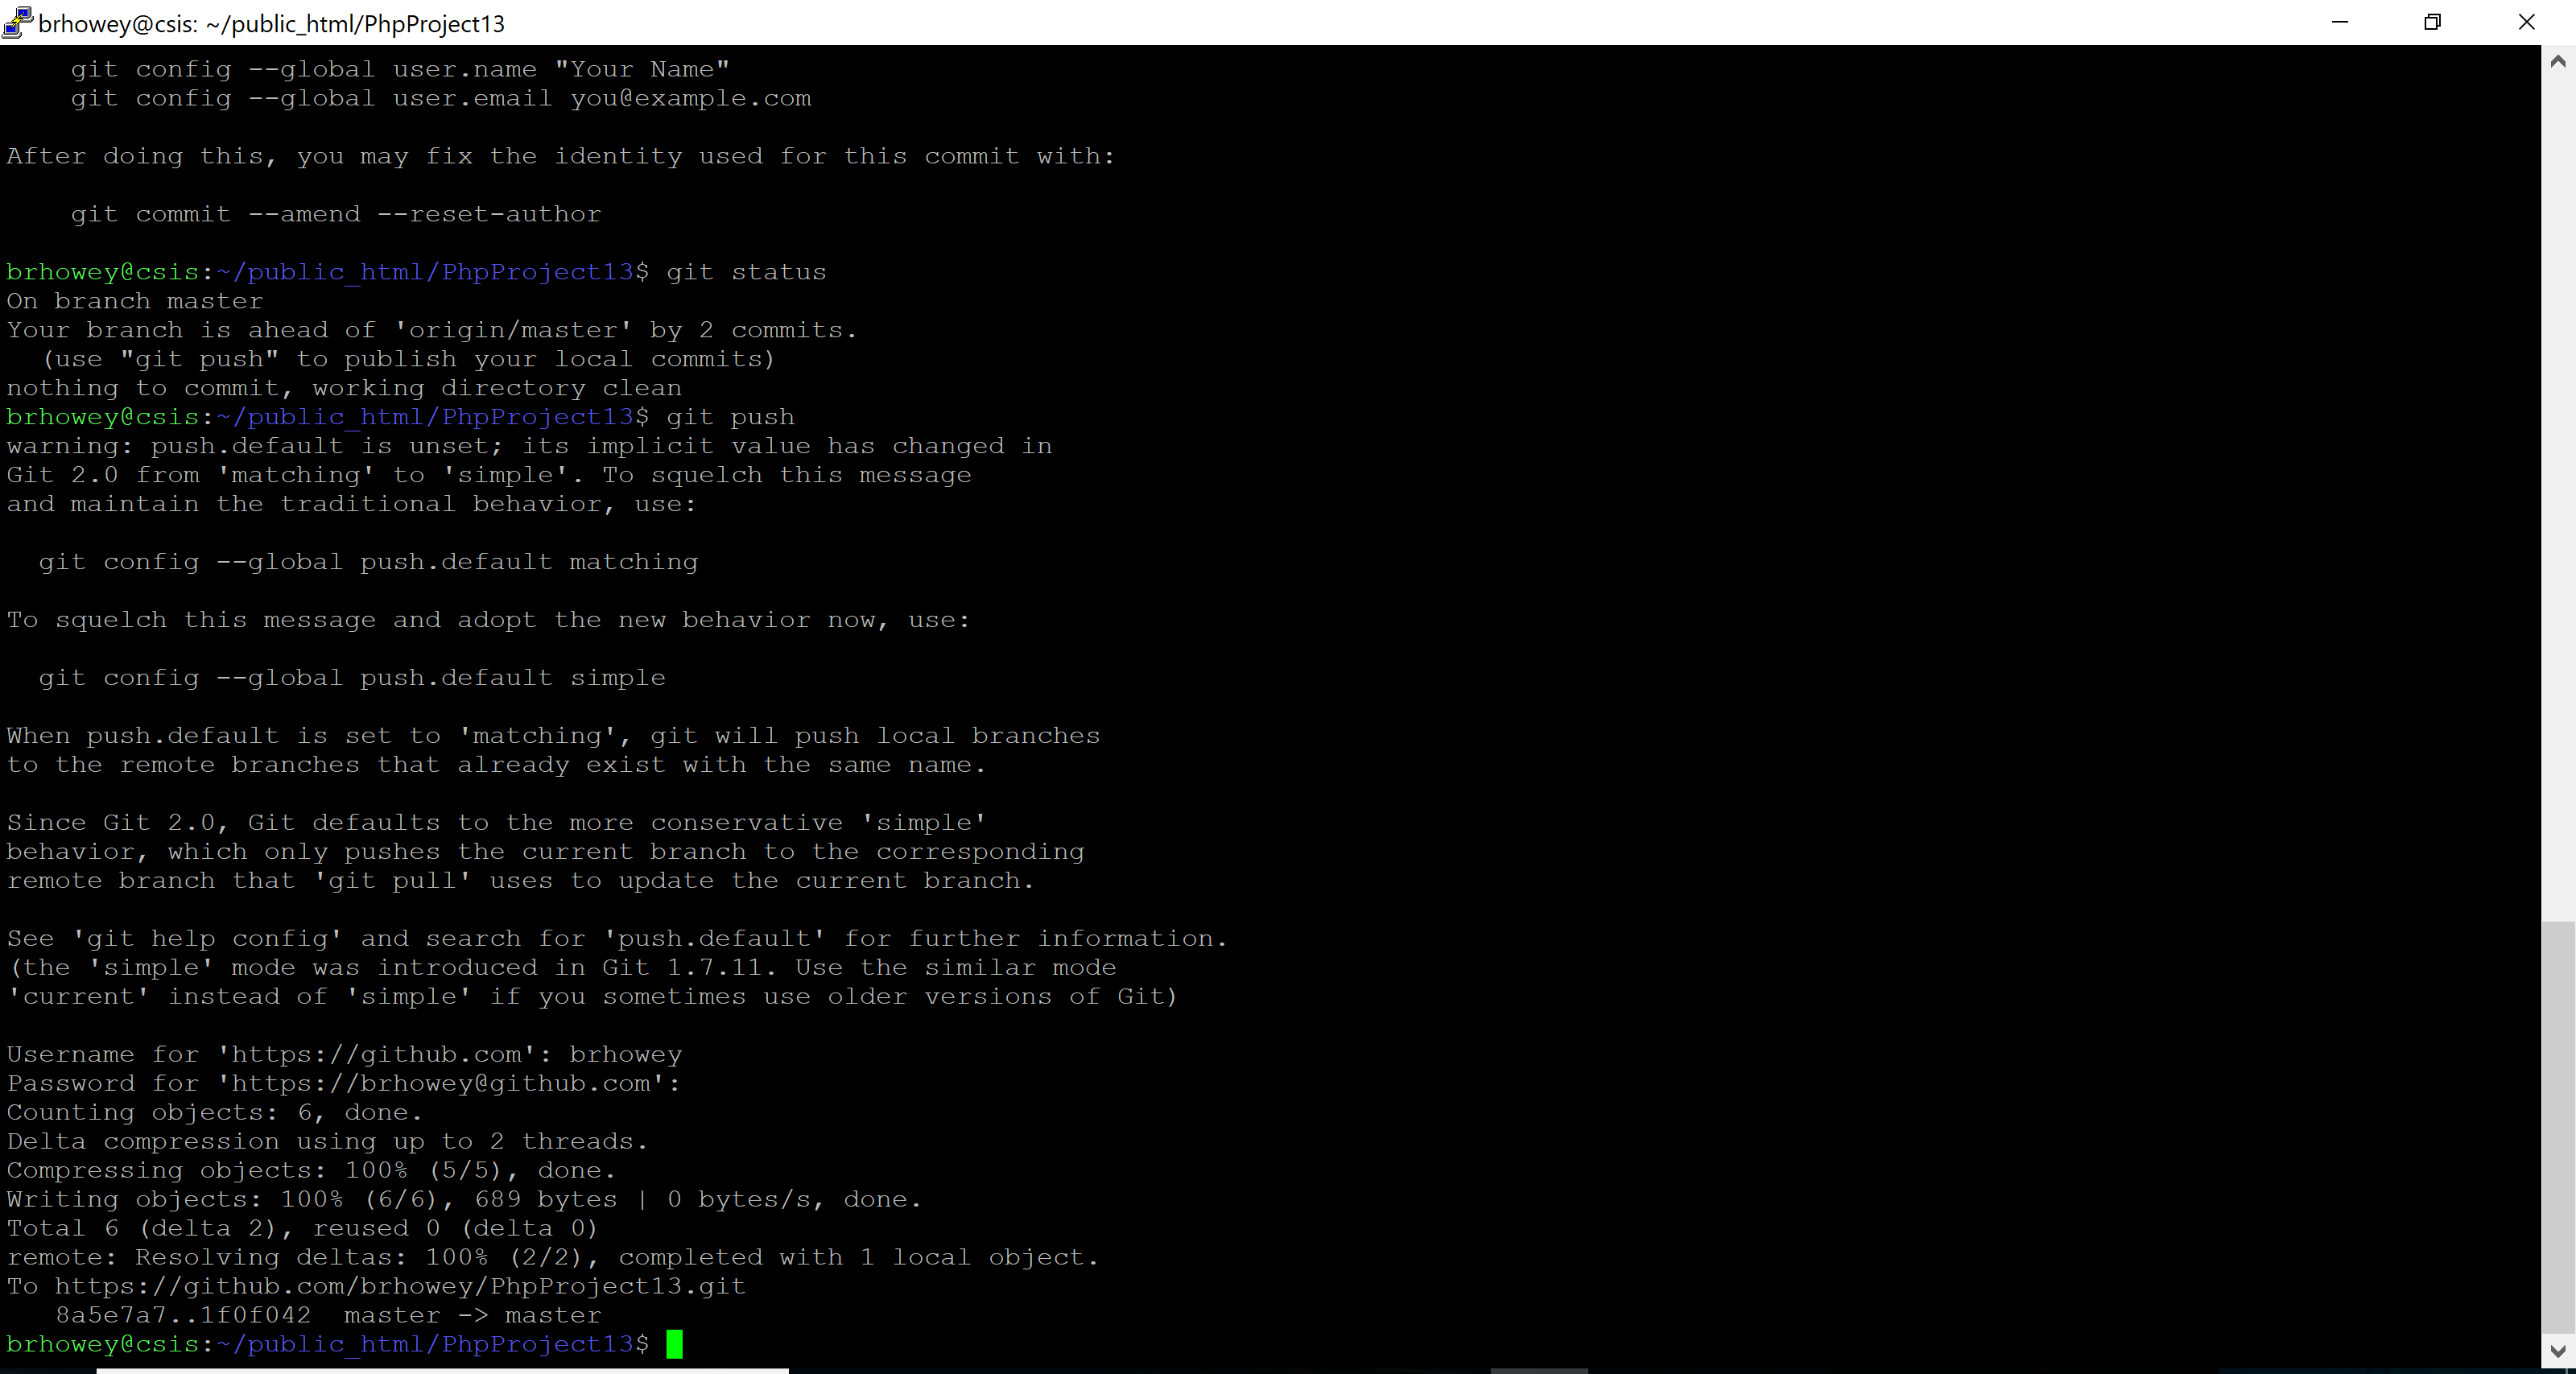 brhowey@csis: ~/public_html/PhpProject13
    git config --global user.name "Your Name"
    git config --global user.email you@example.com

After doing this, you may fix the identity used for this commit with:

    git commit --amend --reset-author

brhowey@csis:~/public_html/PhpProject13$ git status
On branch master
Your branch is ahead of 'origin/master' by 2 commits.
  (use "git push" to publish your local commits)
nothing to commit, working directory clean
brhowey@csis:~/public_html/PhpProject13$ git push
warning: push.default is unset; its implicit value has changed in
Git 2.0 from 'matching' to 'simple'. To squelch this message
and maintain the traditional behavior, use:

  git config --global push.default matching

To squelch this message and adopt the new behavior now, use:

  git config --global push.default simple

When push.default is set to 'matching', git will push local branches
to the remote branches that already exist with the same name.

Since Git 2.0, Git defaults to the more conservative 'simple'
behavior, which only pushes the current branch to the corresponding
remote branch that 'git pull' uses to update the current branch.

See 'git help config' and search for 'push.default' for further information.
(the 'simple' mode was introduced in Git 1.7.11. Use the similar mode
'current' instead of 'simple' if you sometimes use older versions of Git)

Username for 'https://github.com': brhowey
Password for 'https://brhowey@github.com':
Counting objects: 6, done.
Delta compression using up to 2 threads.
Compressing objects: 100% (5/5), done.
Writing objects: 100% (6/6), 689 bytes | 0 bytes/s, done.
Total 6 (delta 2), reused 0 (delta 0)
remote: Resolving deltas: 100% (2/2), completed with 1 local object.
To https://github.com/brhowey/PhpProject13.git
   8a5e7a7..1f0f042  master -> master
brhowey@csis:~/public_html/PhpProject13$